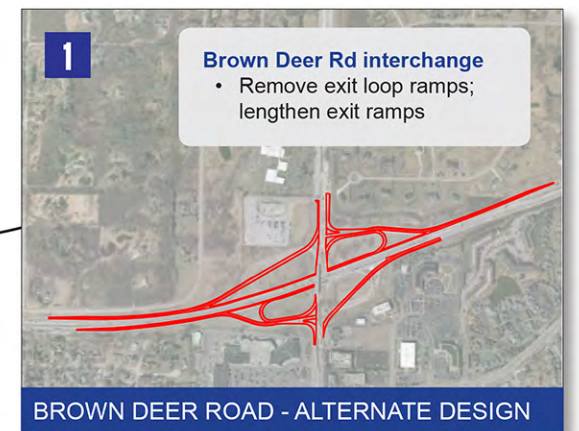 1
Brown Deer Rd interchange
• Remove exit loop ramps;
lengthen exit ramps
BROWN DEER ROAD - ALTERNATE DESIGN